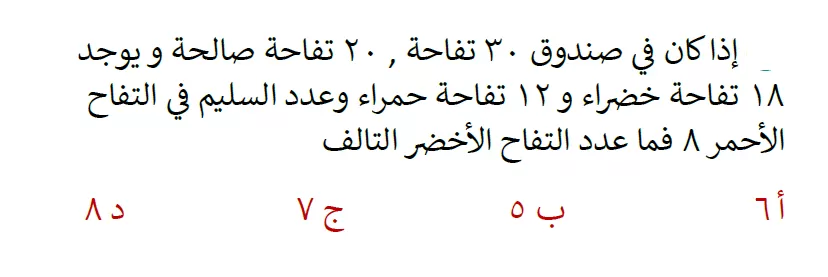 إذا كان في صندوق ٣٠ تفاحة , ٢٠ تفاحة صالحة و يوجد
١٨ تفاحة خضراء و ١٢ تفاحة حمراء وعدد السليم في التفاح
الأحمر ٨ فما عدد التفاح الأخضر التالف
أ ٦ ب ٥ ج ٧ د ٨